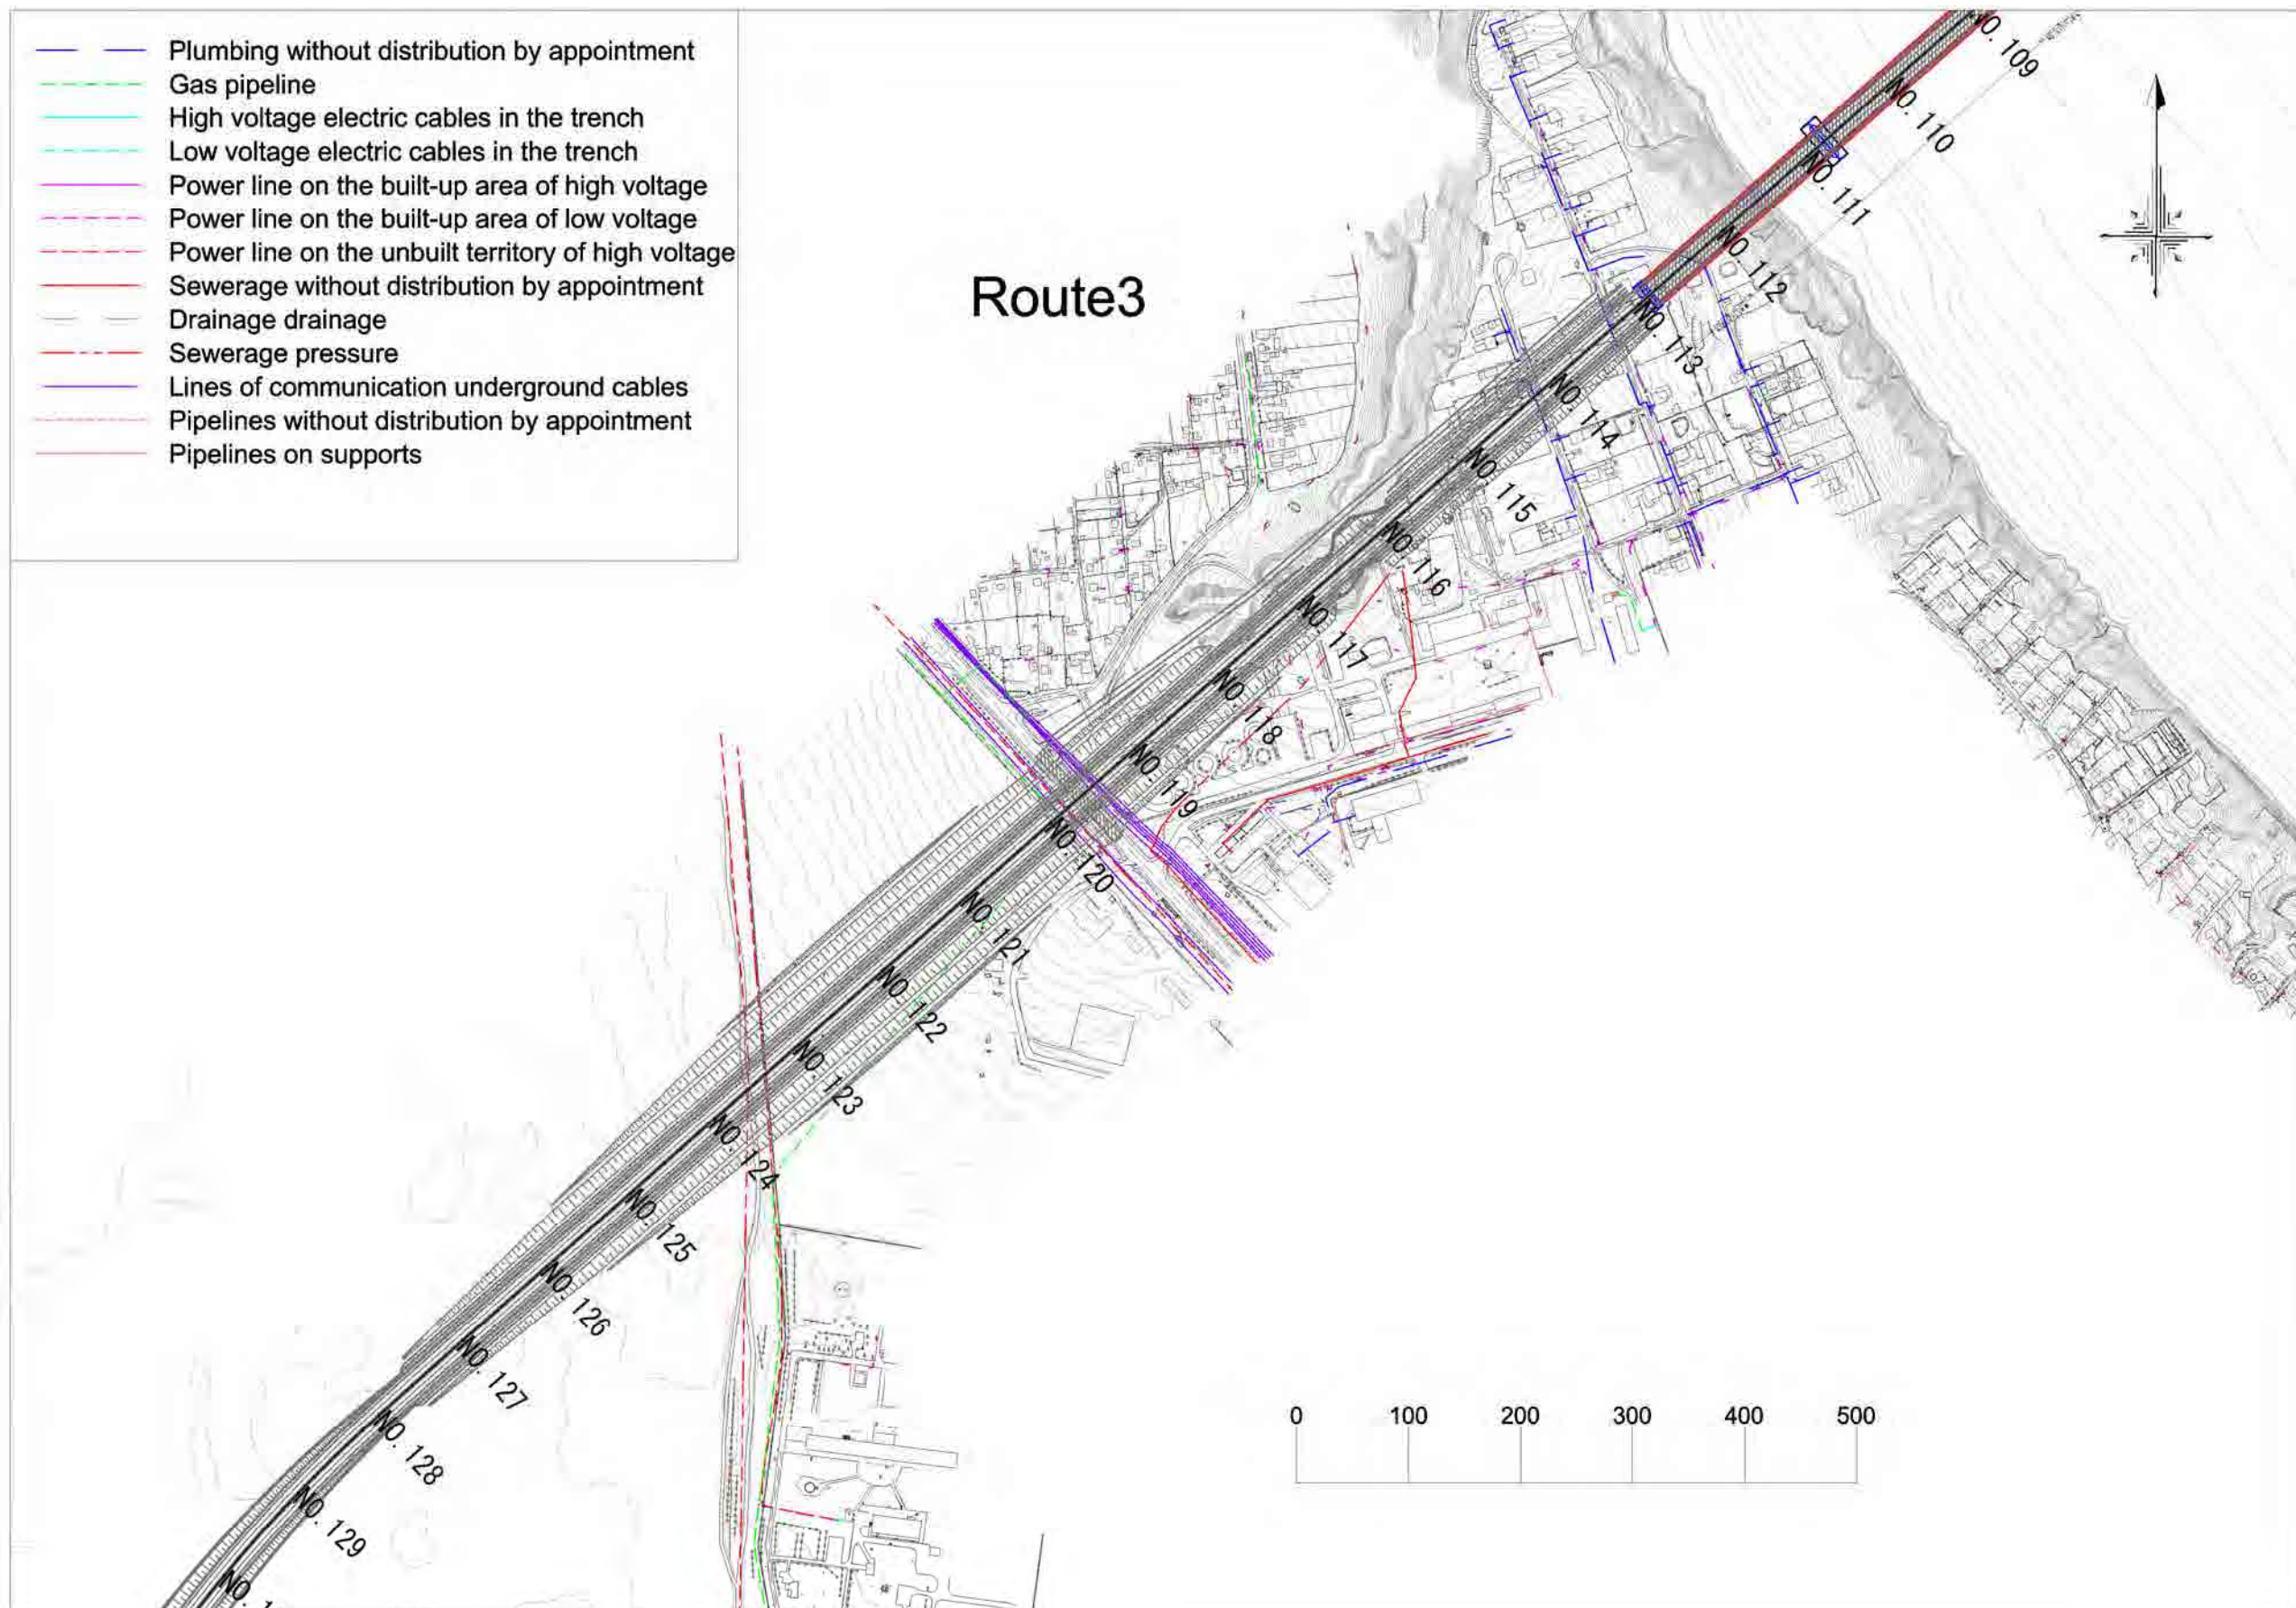 Plumbing without distribution by appointment
Gas pipeline
High voltage electric cables in the trench
Low voltage electric cables in the trench
Power line on the built-up area of high voltage
Power line on the built-up area of low voltage
Power line on the unbuilt territory of high voltage
Sewerage without distribution by appointment
Drainage drainage
Sewerage pressure
Lines of communication underground cables
Pipelines without distribution by appointment
Pipelines on supports
Route3
NO. 109
NO. 110
NO. 111
NO. 112
NO. 113
NO. 114
NO. 115
NO. 116
NO. 117
NO. 118
NO. 119
NO. 120
NO. 121
NO. 122
NO. 123
NO. 124
NO. 125
NO. 126
NO. 127
NO. 128
NO. 129
NO.
0 100 200 300 400 500